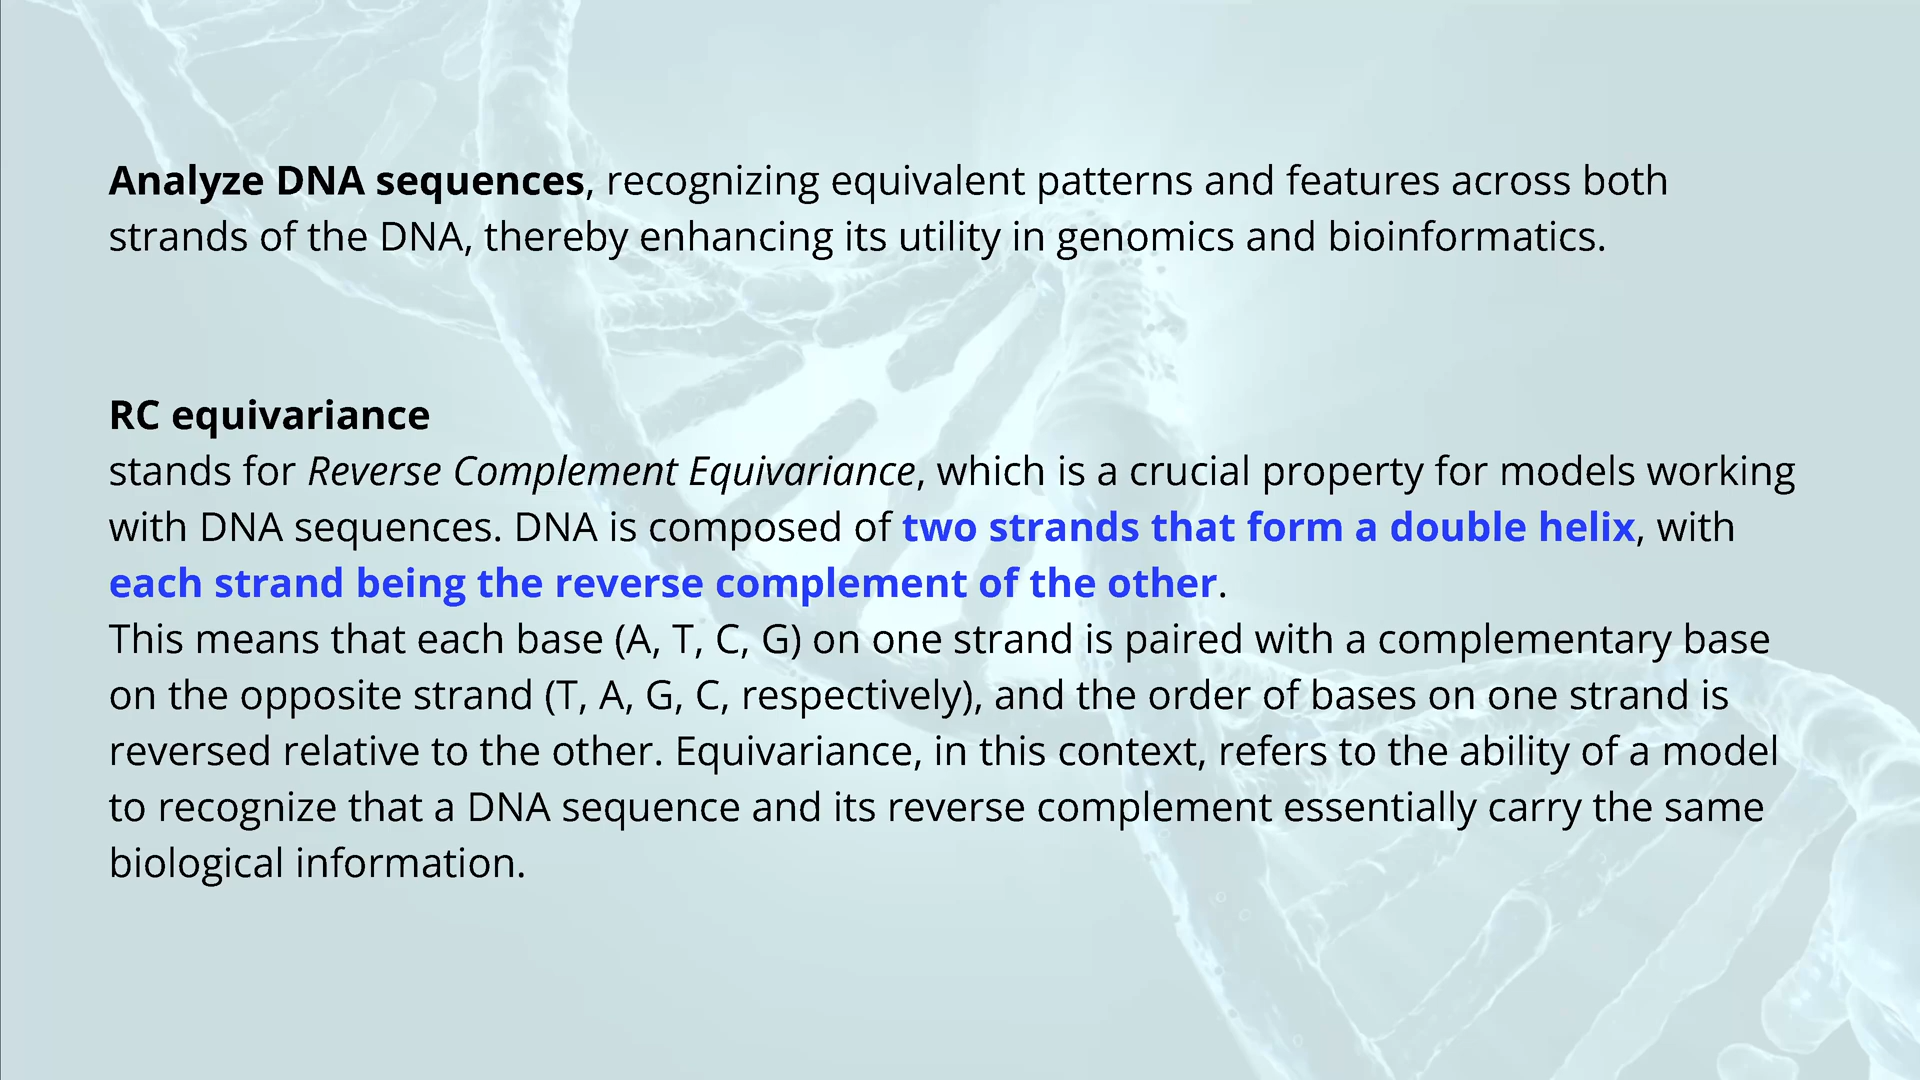 Analyze DNA sequences, recognizing equivalent patterns and features across both
strands of the DNA, thereby enhancing its utility in genomics and bioinformatics.
RC equivariance
stands for Reverse Complement Equivariance, which is a crucial property for models working
with DNA sequences. DNA is composed of two strands that form a double helix, with
each strand being the reverse complement of the other.
This means that each base (A, T, C, G) on one strand is paired with a complementary base
on the opposite strand (T, A, G, C, respectively), and the order of bases on one strand is
reversed relative to the other. Equivariance, in this context, refers to the ability of a model
to recognize that a DNA sequence and its reverse complement essentially carry the same
biological information.